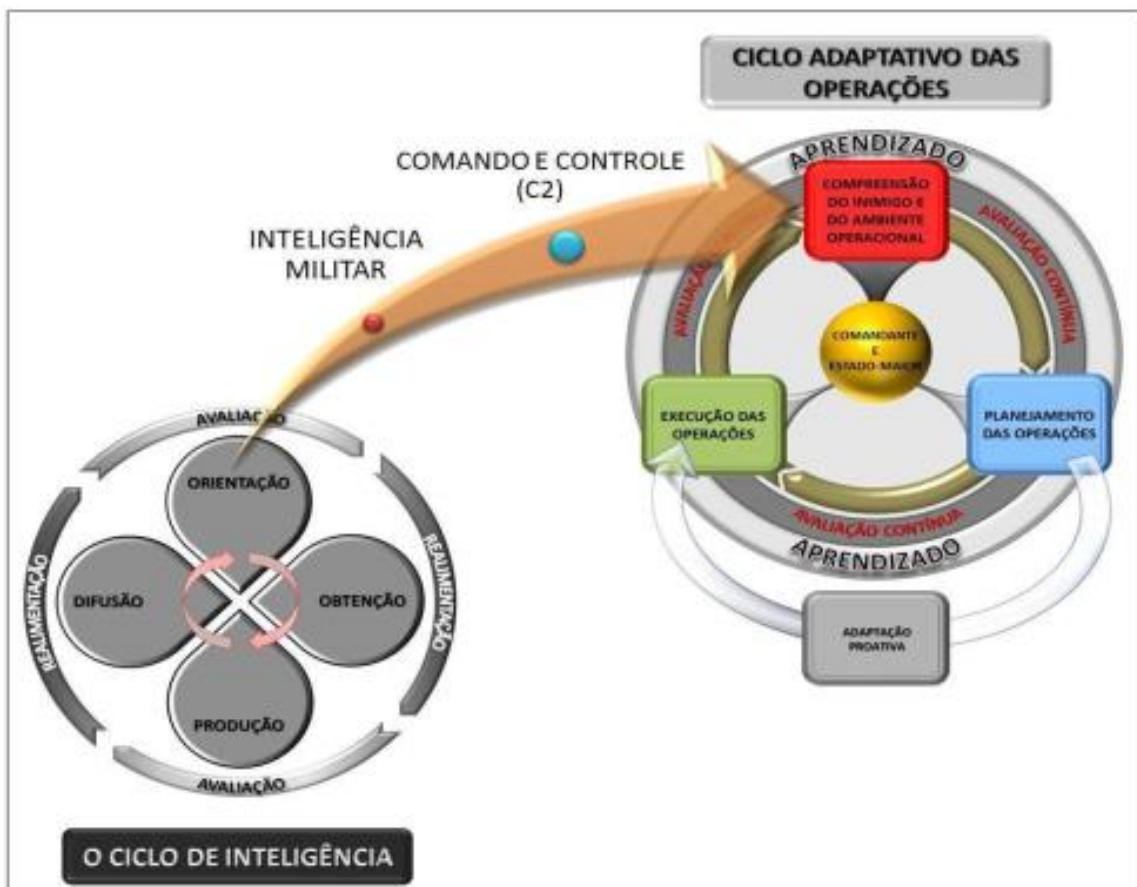 CICLO ADAPTATIVO DAS
OPERAÇÕES
APRENDIZADO
COMANDO E CONTROLE
(C2)
COMPREENSÃO
DO INIMIGO E
DO AMBIENTE
OPERACIONAL
INTELIGÊNCIA
MILITAR
AVALIAÇÃO
AVALIAÇÃO CONTÍNUA
COMANDANTE
E
ESTADO-MAIOR
EXECUÇÃO DAS
OPERAÇÕES
PLANEJAMENTO
DAS OPERAÇÕES
AVALIAÇÃO CONTÍNUA
APRENDIZADO
ADAPTAÇÃO
PROATIVA
AVALIAÇÃO
ORIENTAÇÃO
REALIMENTAÇÃO
DIFUSÃO
OBTENÇÃO
REALIMENTAÇÃO
PRODUÇÃO
AVALIAÇÃO
O CICLO DE INTELIGÊNCIA